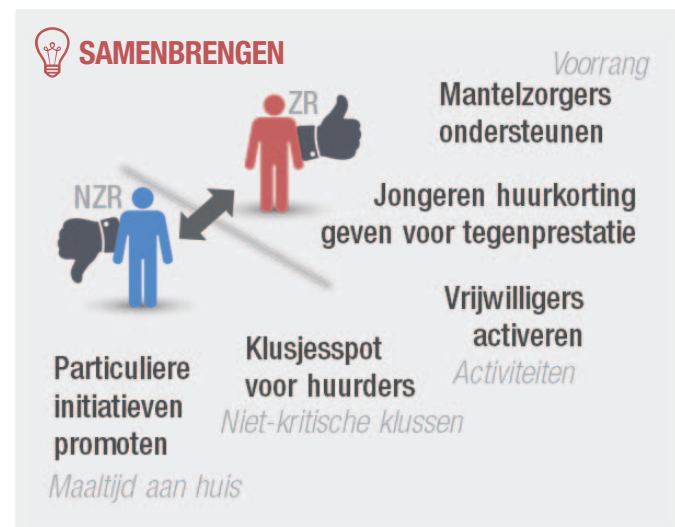 SAMENBRENGEN
Voorrang
ZR
Mantelzorgers
ondersteunen
NZR
Jongeren huurkorting
geven voor tegenprestatie
Vrijwilligers
activeren
Activiteiten
Klusjesspot
voor huurders
Niet-kritische klussen
Particuliere
initiatieven
promoten
Maaltijd aan huis